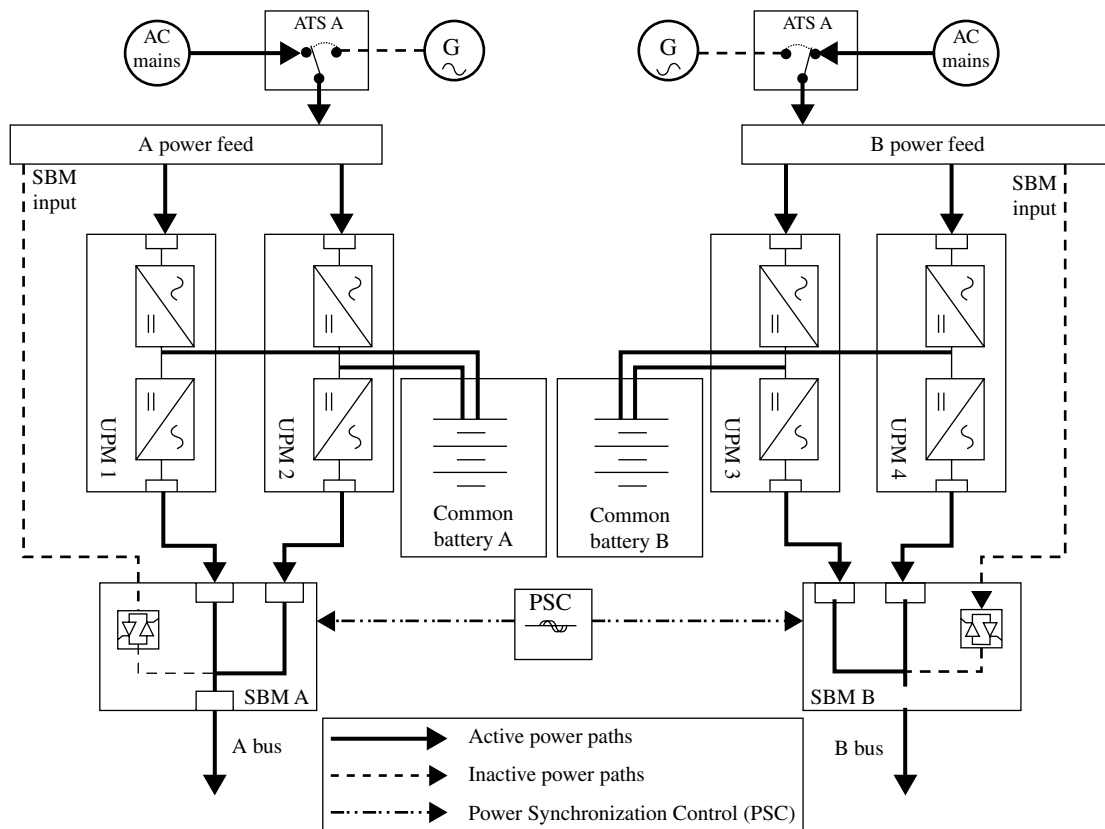 ATS A
ATS A
AC
mains
G
G
AC
mains
A power feed
B power feed
SBM
input
SBM
input
UPM 1
UPM 2
UPM 3
UPM 4
Common
battery A
Common
battery B
PSC
SBM A
SBM B
A bus
B bus
Active power paths
Inactive power paths
Power Synchronization Control (PSC)